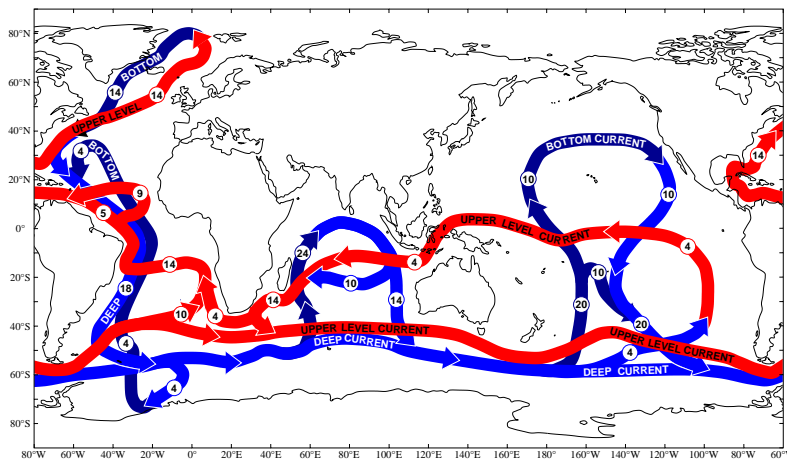 80°N
60°N
40°N
20°N
0°
20°S
40°S
60°S
80°S
BOTTOM
14
14
UPPER LEVEL
4
BOTTOM
9
5
14
18
DEEP
10
4
4
4
24
14
10
14
4
UPPER LEVEL CURRENT
DEEP CURRENT
UPPER LEVEL CURRENT
BOTTOM CURRENT
10
10
4
10
20
20
4
UPPER LEVEL CURRENT
DEEP CURRENT
14
80°W 60°W 40°W 20°W 0°E 20°E 40°E 60°E 80°E 100°E 120°E 140°E 160°E 180°W 160°W 140°W 120°W 100°W 80°W 60°W